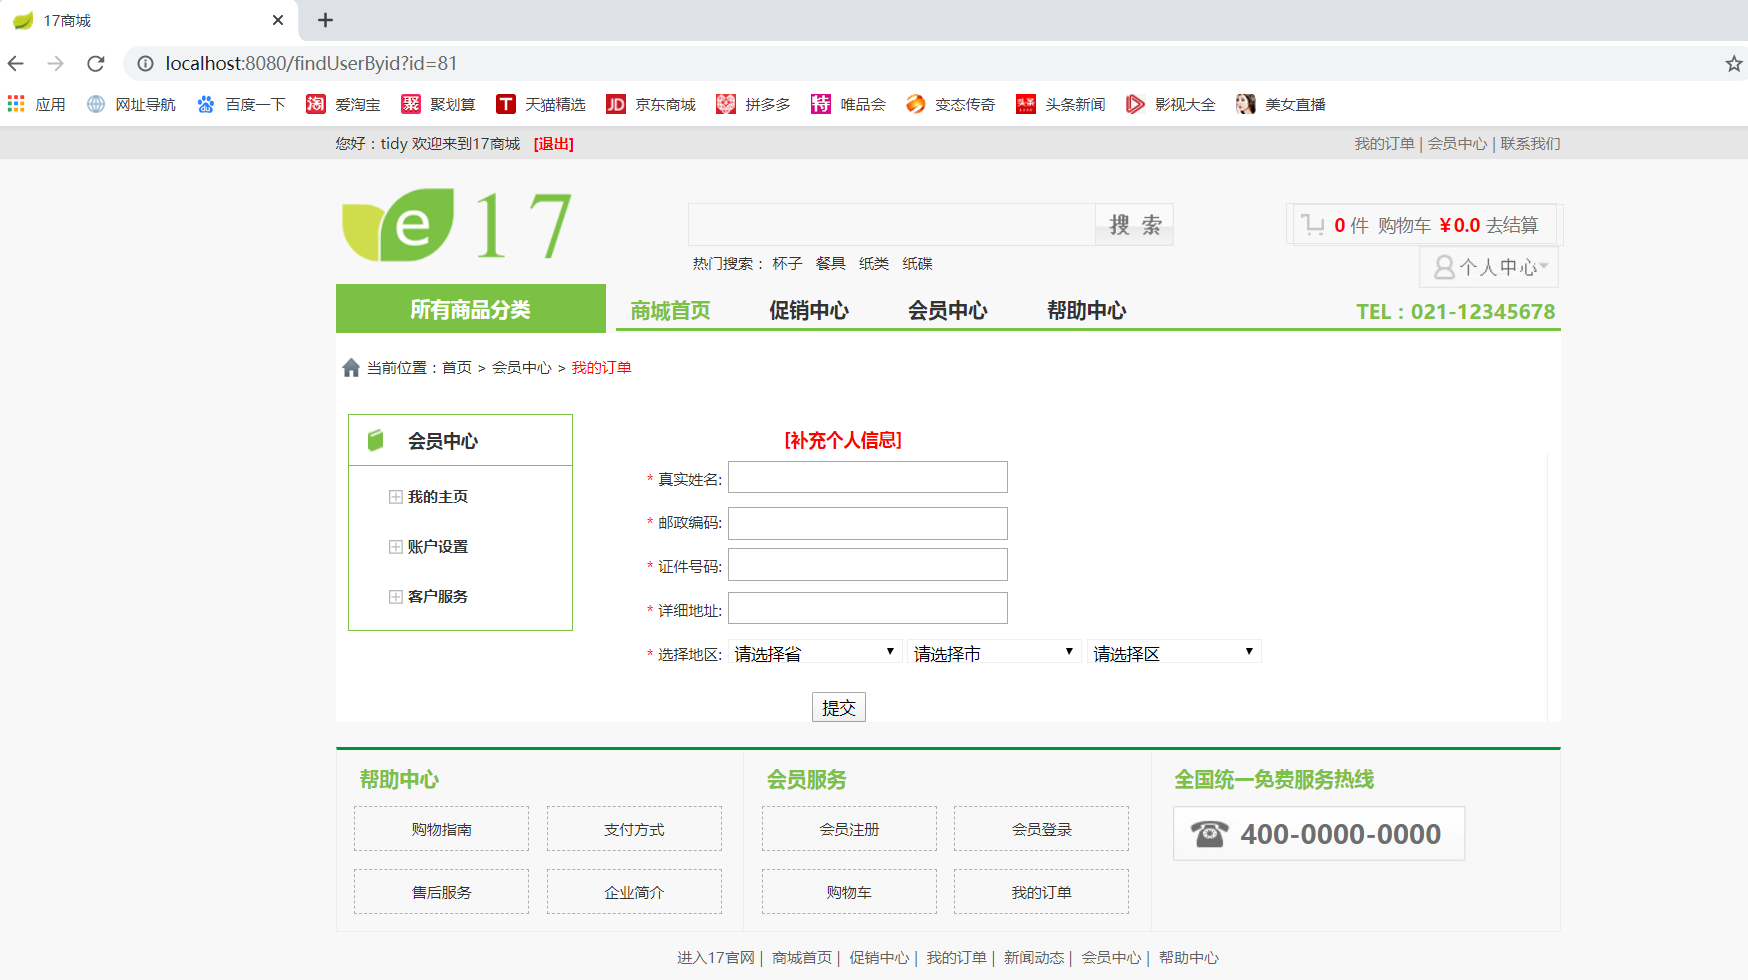 17商城
localhost:8080/findUserByid?id=81
应用 网址导航 百度一下 淘 爱淘宝 聚 聚划算 T 天猫精选 JD 京东商城 拼多多 特 唯品会 变态传奇 头条 头条新闻 影视大全 美女直播
您好：tidy 欢迎来到17商城 [退出] 我的订单 | 会员中心 | 联系我们
e 17
搜 索
0 件 购物车 ¥0.0 去结算
热门搜索： 杯子 餐具 纸类 纸碟
个人中心
所有商品分类 商城首页 促销中心 会员中心 帮助中心 TEL：021-12345678
当前位置：首页 > 会员中心 > 我的订单
会员中心
我的主页
账户设置
客户服务
[补充个人信息]
* 真实姓名:
* 邮政编码:
* 证件号码:
* 详细地址:
* 选择地区: 请选择省 请选择市 请选择区
提交
帮助中心 会员服务 全国统一免费服务热线
购物指南 支付方式 会员注册 会员登录 400-0000-0000
售后服务 企业简介 购物车 我的订单
进入17官网 | 商城首页 | 促销中心 | 我的订单 | 新闻动态 | 会员中心 | 帮助中心